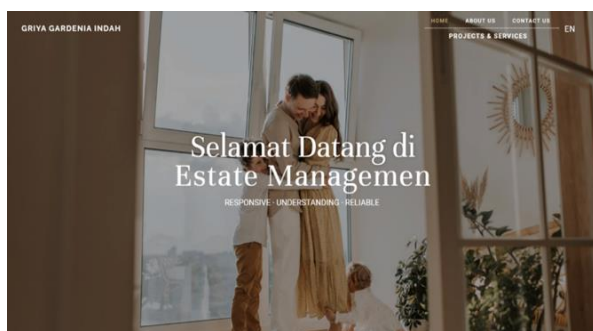 GRIYA GARDENIA INDAH
HOME ABOUT US CONTACT US
EN
PROJECTS & SERVICES
Selamat Datang di
Estate Managemen
RESPONSIVE · UNDERSTANDING · RELIABLE